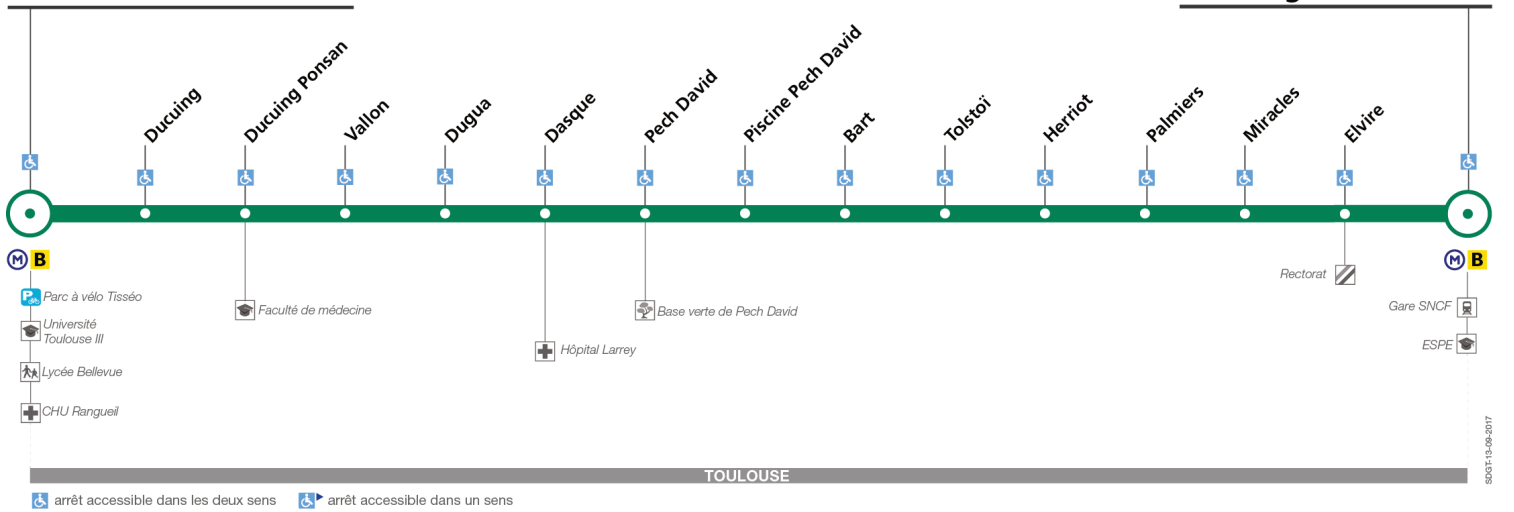 Ducuing
Ducuing Ponsan
Vallon
Dugua
Dasque
Pech David
Piscine Pech David
Bart
Tolstoï
Herriot
Palmiers
Miracles
Elvire
M B
M B
Parc à vélo Tisséo
Université
Toulouse III
Lycée Bellevue
CHU Rangueil
Faculté de médecine
Hôpital Larrey
Base verte de Pech David
Rectorat
Gare SNCF
ESPE
SDGT-13-09-2017
TOULOUSE
arrêt accessible dans les deux sens
arrêt accessible dans un sens